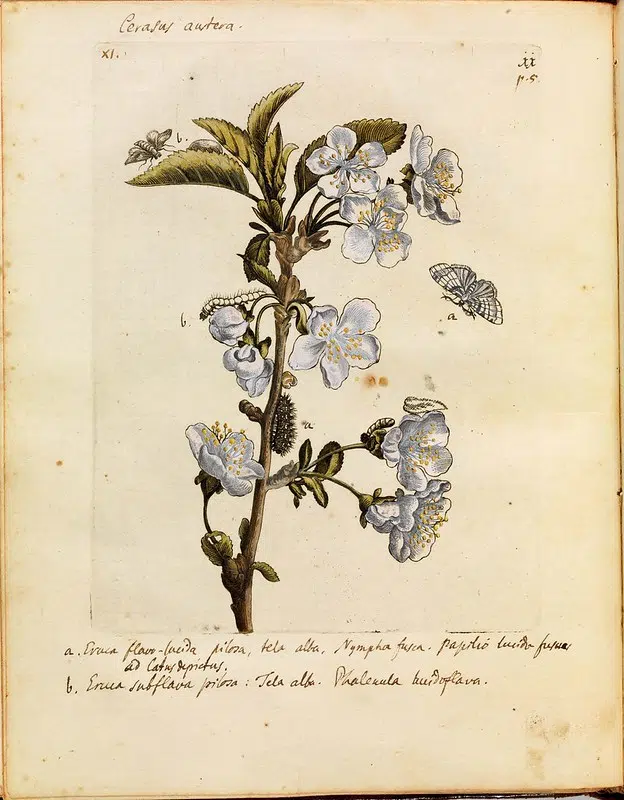 Cerasus austera.
XI.
xi
p. 5.
b.
a
b.
a
a. Eruca flavo-lucida pilosa, tela alba, Nympha fusca. papilio lucido fuscus
ad latus depictus.
b. Eruca subflava pilosa: Tela alba. Phalenula lucidoflava.